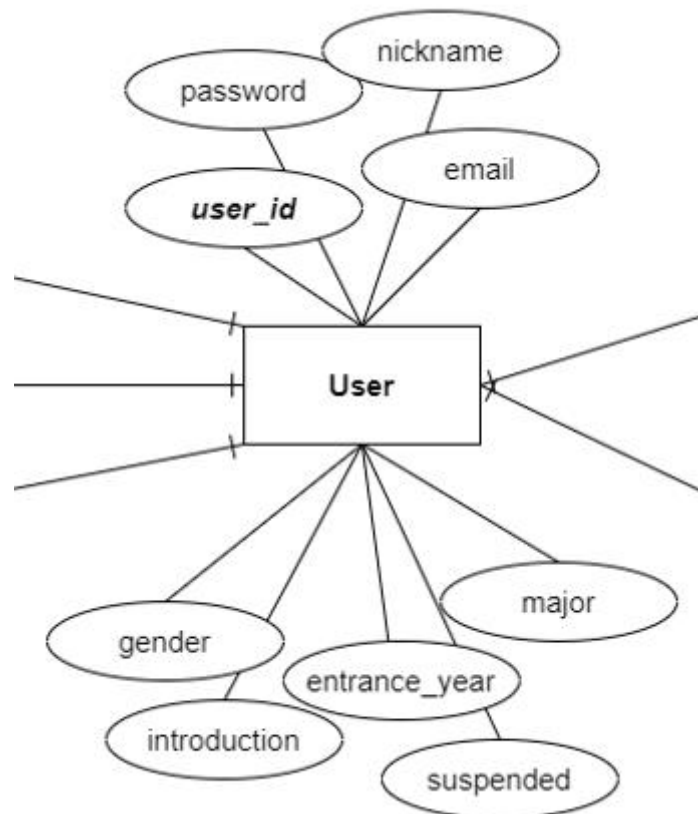 nickname
password
email
user_id
User
major
gender
entrance_year
introduction
suspended